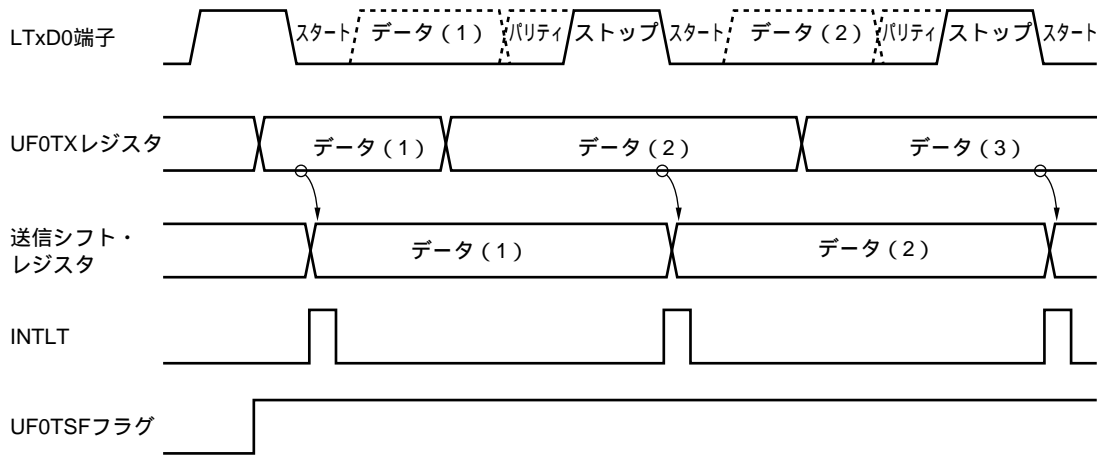 LTxD0端子 スタート データ（1） パリティ ストップ スタート データ（2） パリティ ストップ スタート
UF0TXレジスタ データ（1） データ（2） データ（3）
送信シフト・
レジスタ データ（1） データ（2）
INTLT
UF0TSFフラグ